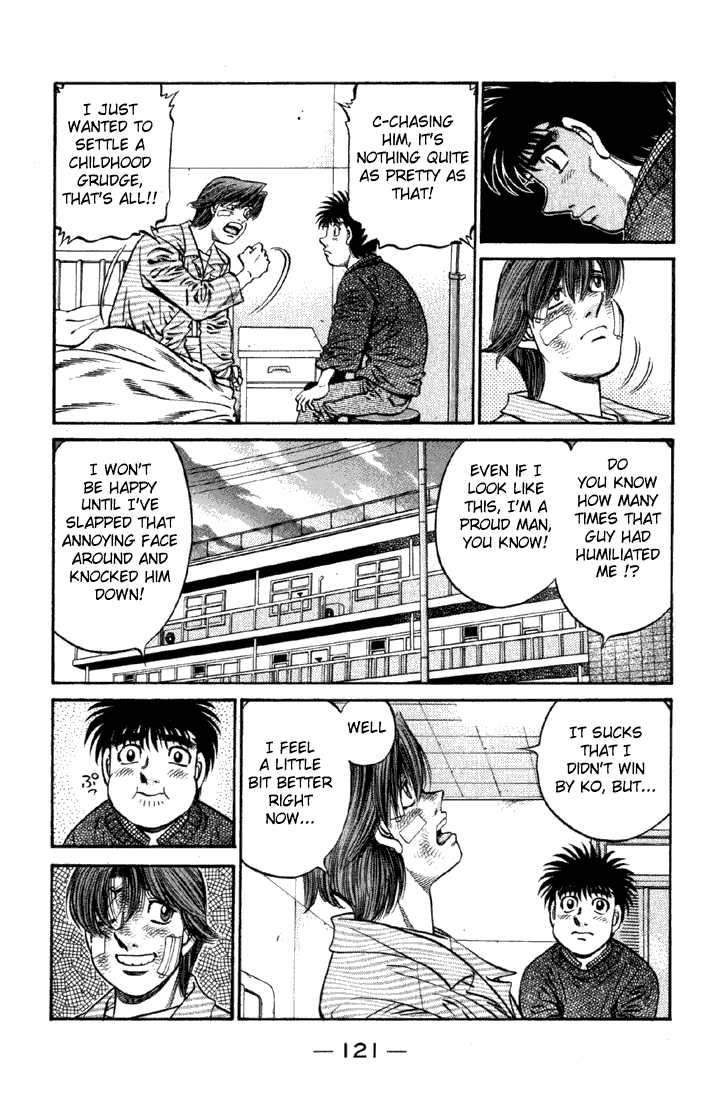 C-CHASING
HIM, IT'S
NOTHING QUITE
AS PRETTY AS
THAT!
I JUST
WANTED TO
SETTLE A
CHILDHOOD
GRUDGE,
THAT'S ALL!!
DO
YOU KNOW
HOW MANY
TIMES THAT
GUY HAD
HUMILIATED
ME !?
EVEN IF I
LOOK LIKE
THIS, I'M A
PROUD MAN,
YOU KNOW!
I WON'T
BE HAPPY
UNTIL I'VE
SLAPPED THAT
ANNOYING FACE
AROUND AND
KNOCKED HIM
DOWN!
IT SUCKS
THAT I
DIDN'T WIN
BY KO, BUT...
WELL
I FEEL
A LITTLE
BIT BETTER
RIGHT
NOW...
ぷっ
— 121 —